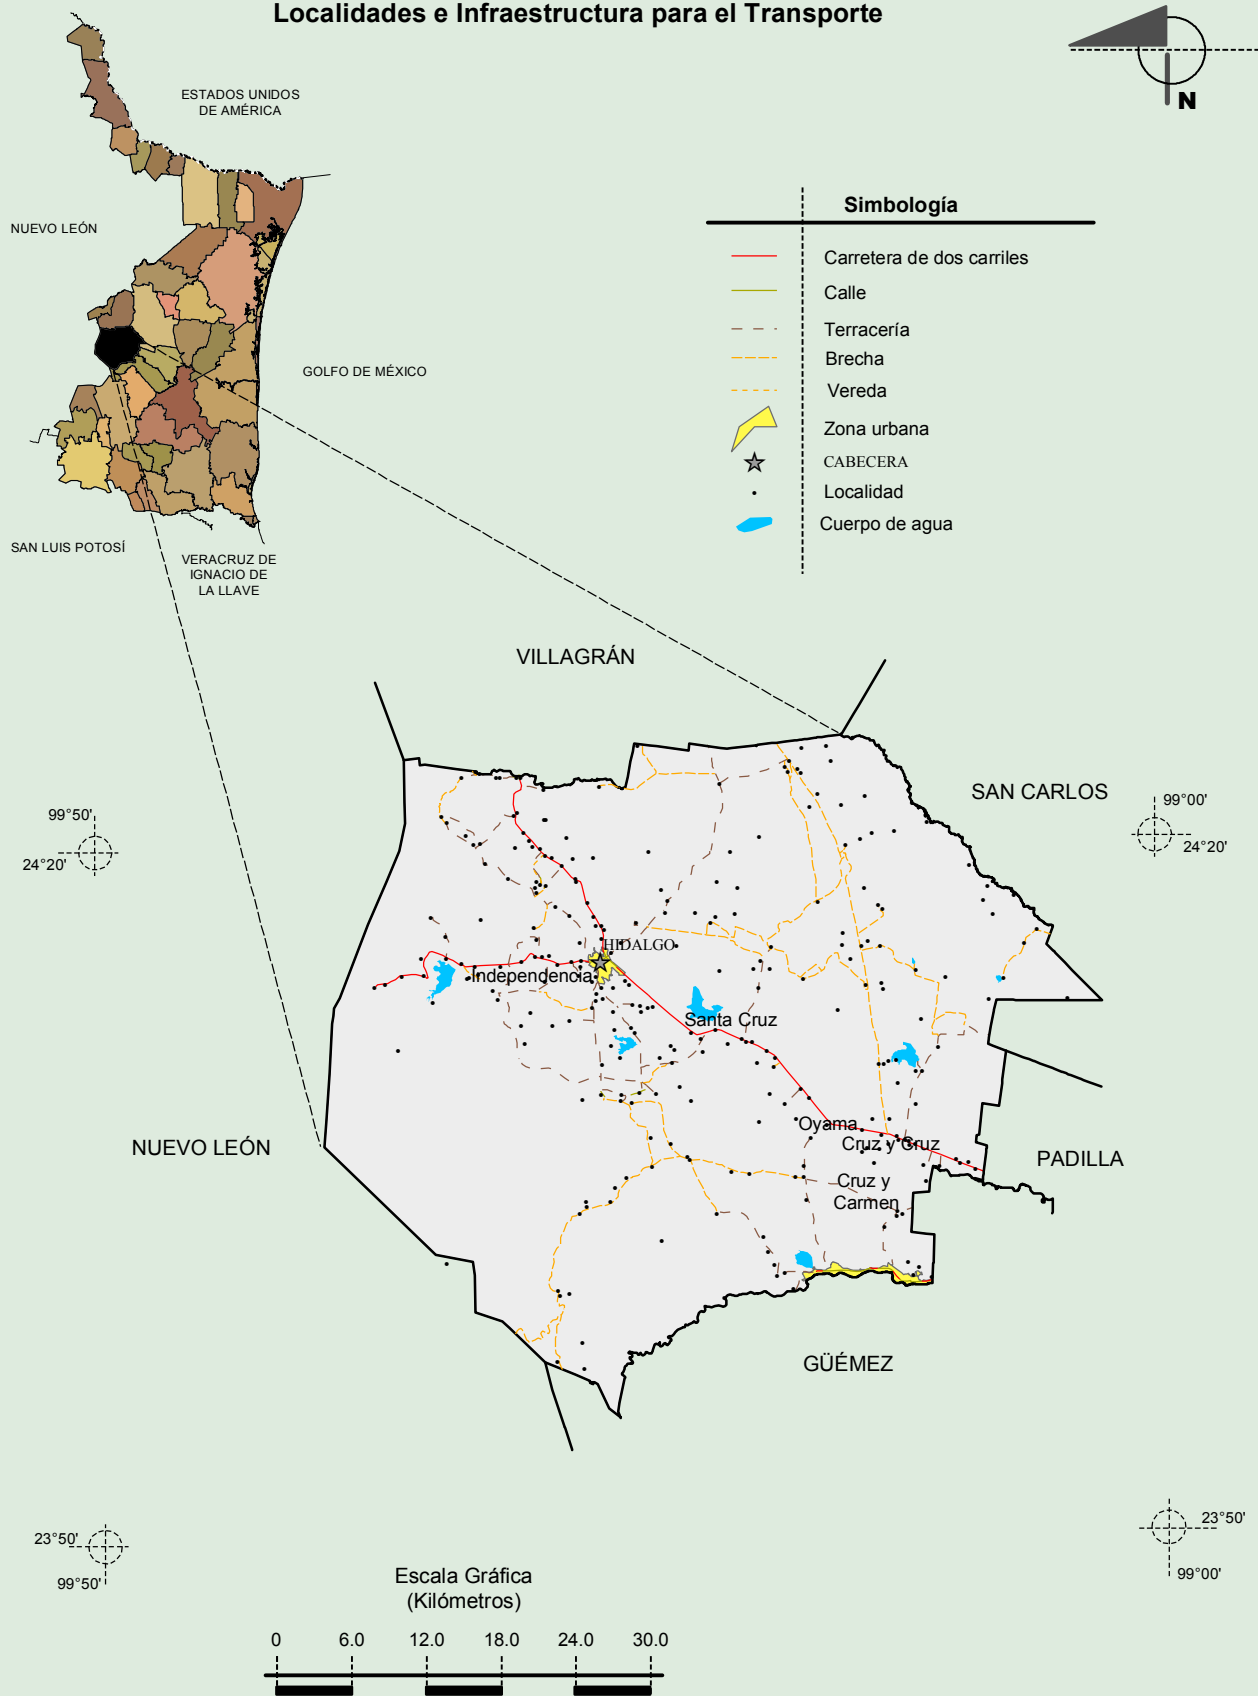 Localidades e Infraestructura para el Transporte
N
ESTADOS UNIDOS
DE AMÉRICA
NUEVO LEÓN
GOLFO DE MÉXICO
SAN LUIS POTOSÍ
VERACRUZ DE
IGNACIO DE
LA LLAVE
Simbología
Carretera de dos carriles
Calle
Terracería
Brecha
Vereda
Zona urbana
CABECERA
Localidad
Cuerpo de agua
VILLAGRÁN
SAN CARLOS
99°50'
24°20'
99°00'
24°20'
HIDALGO
Independencia
Santa Cruz
Oyama
Cruz y Cruz
Cruz y
Carmen
NUEVO LEÓN
PADILLA
GÜÉMEZ
23°50'
99°50'
23°50'
99°00'
Escala Gráfica
(Kilómetros)
0 6.0 12.0 18.0 24.0 30.0